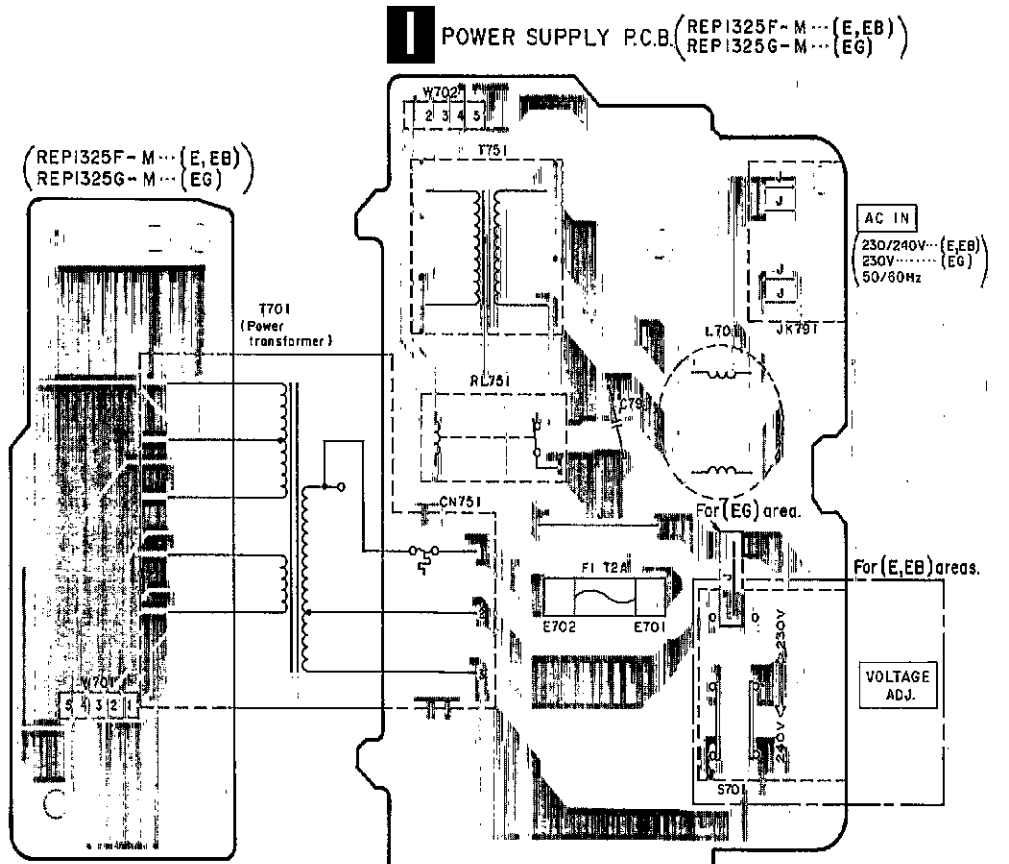 I POWER SUPPLY P.C.B. (REP1325F-M···{E,EB}
REP1325G-M···{EG})
(REP1325F-M···{E,EB}
REP1325G-M···{EG})
W702
1 2 3 4 5
T751
J
J
J
J
JK791
AC IN
(230/240V···{E,EB}
230V·······{EG}
50/60Hz)
T701
(Power
transformer)
L701
RL751
C79
CN751
For (EG) area.
F1 T2A
E702 E701
J
For (E,EB) areas.
230V
240V
VOLTAGE
ADJ.
S701
W701
5 4 3 2 1